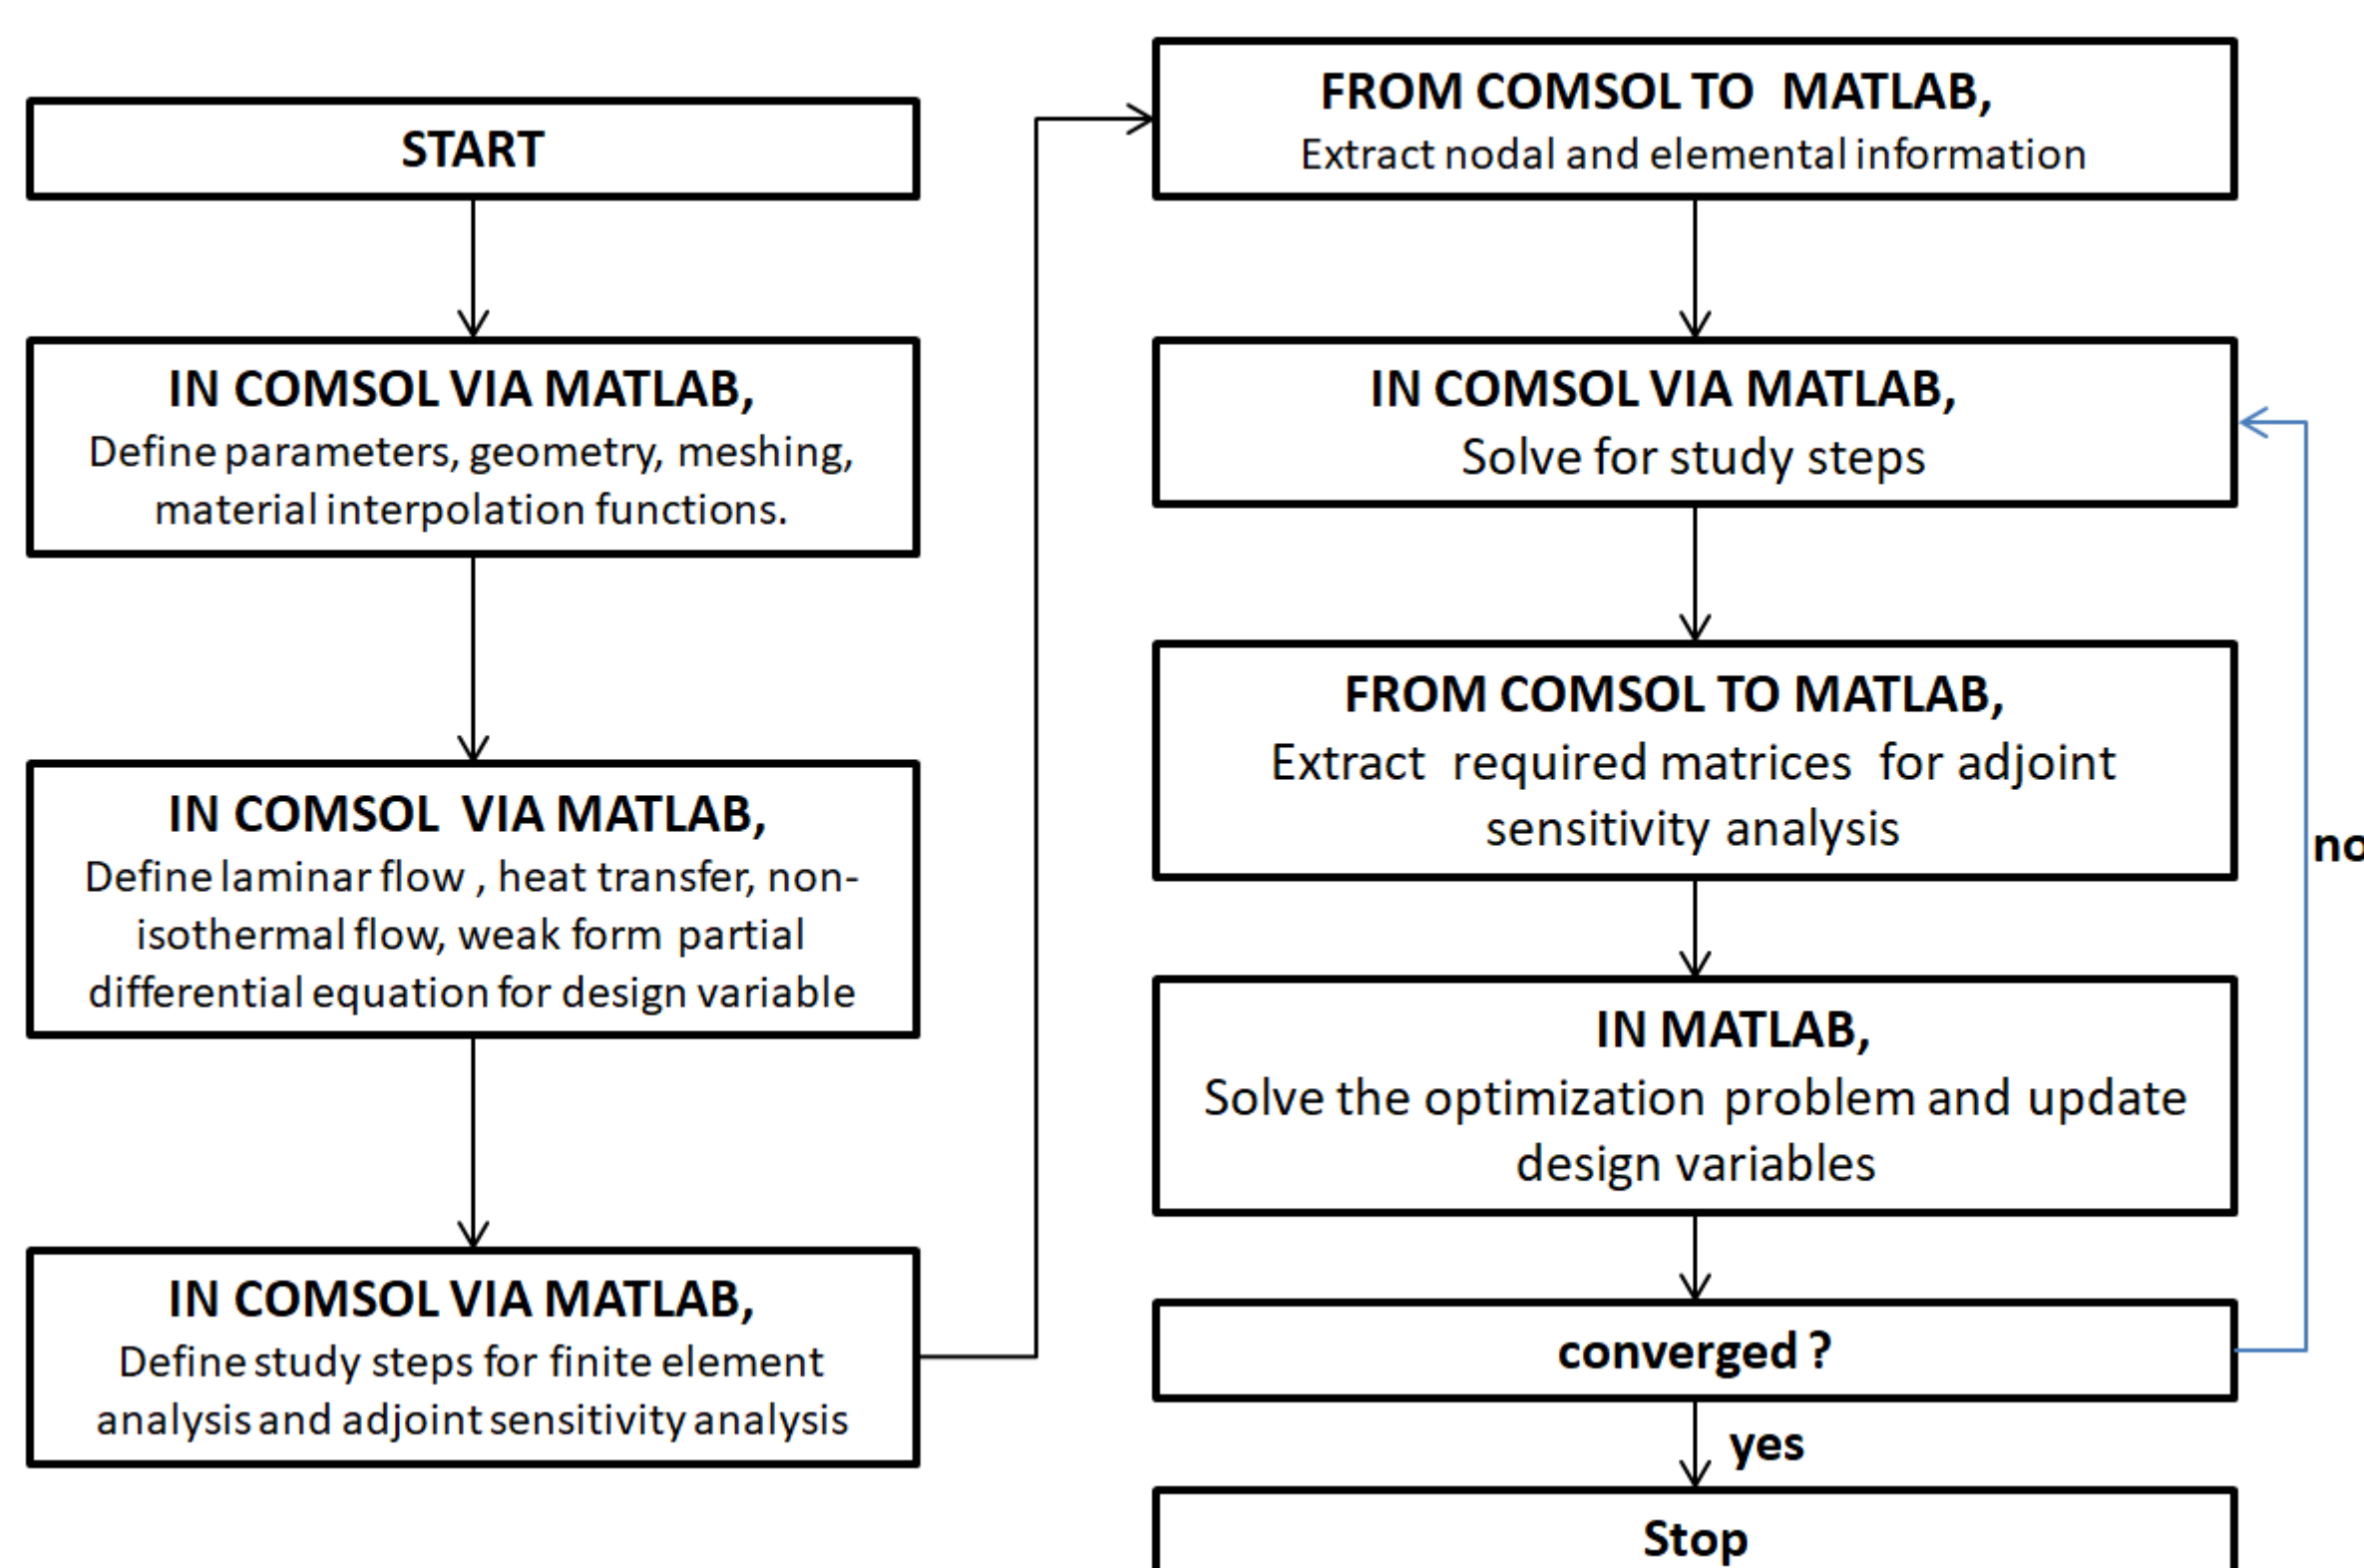 START
IN COMSOL VIA MATLAB,
Define parameters, geometry, meshing,
material interpolation functions.
IN COMSOL VIA MATLAB,
Define laminar flow , heat transfer, non-
isothermal flow, weak form partial
differential equation for design variable
IN COMSOL VIA MATLAB,
Define study steps for finite element
analysis and adjoint sensitivity analysis
FROM COMSOL TO MATLAB,
Extract nodal and elemental information
IN COMSOL VIA MATLAB,
Solve for study steps
FROM COMSOL TO MATLAB,
Extract required matrices for adjoint
sensitivity analysis
IN MATLAB,
Solve the optimization problem and update
design variables
converged ?
no
yes
Stop